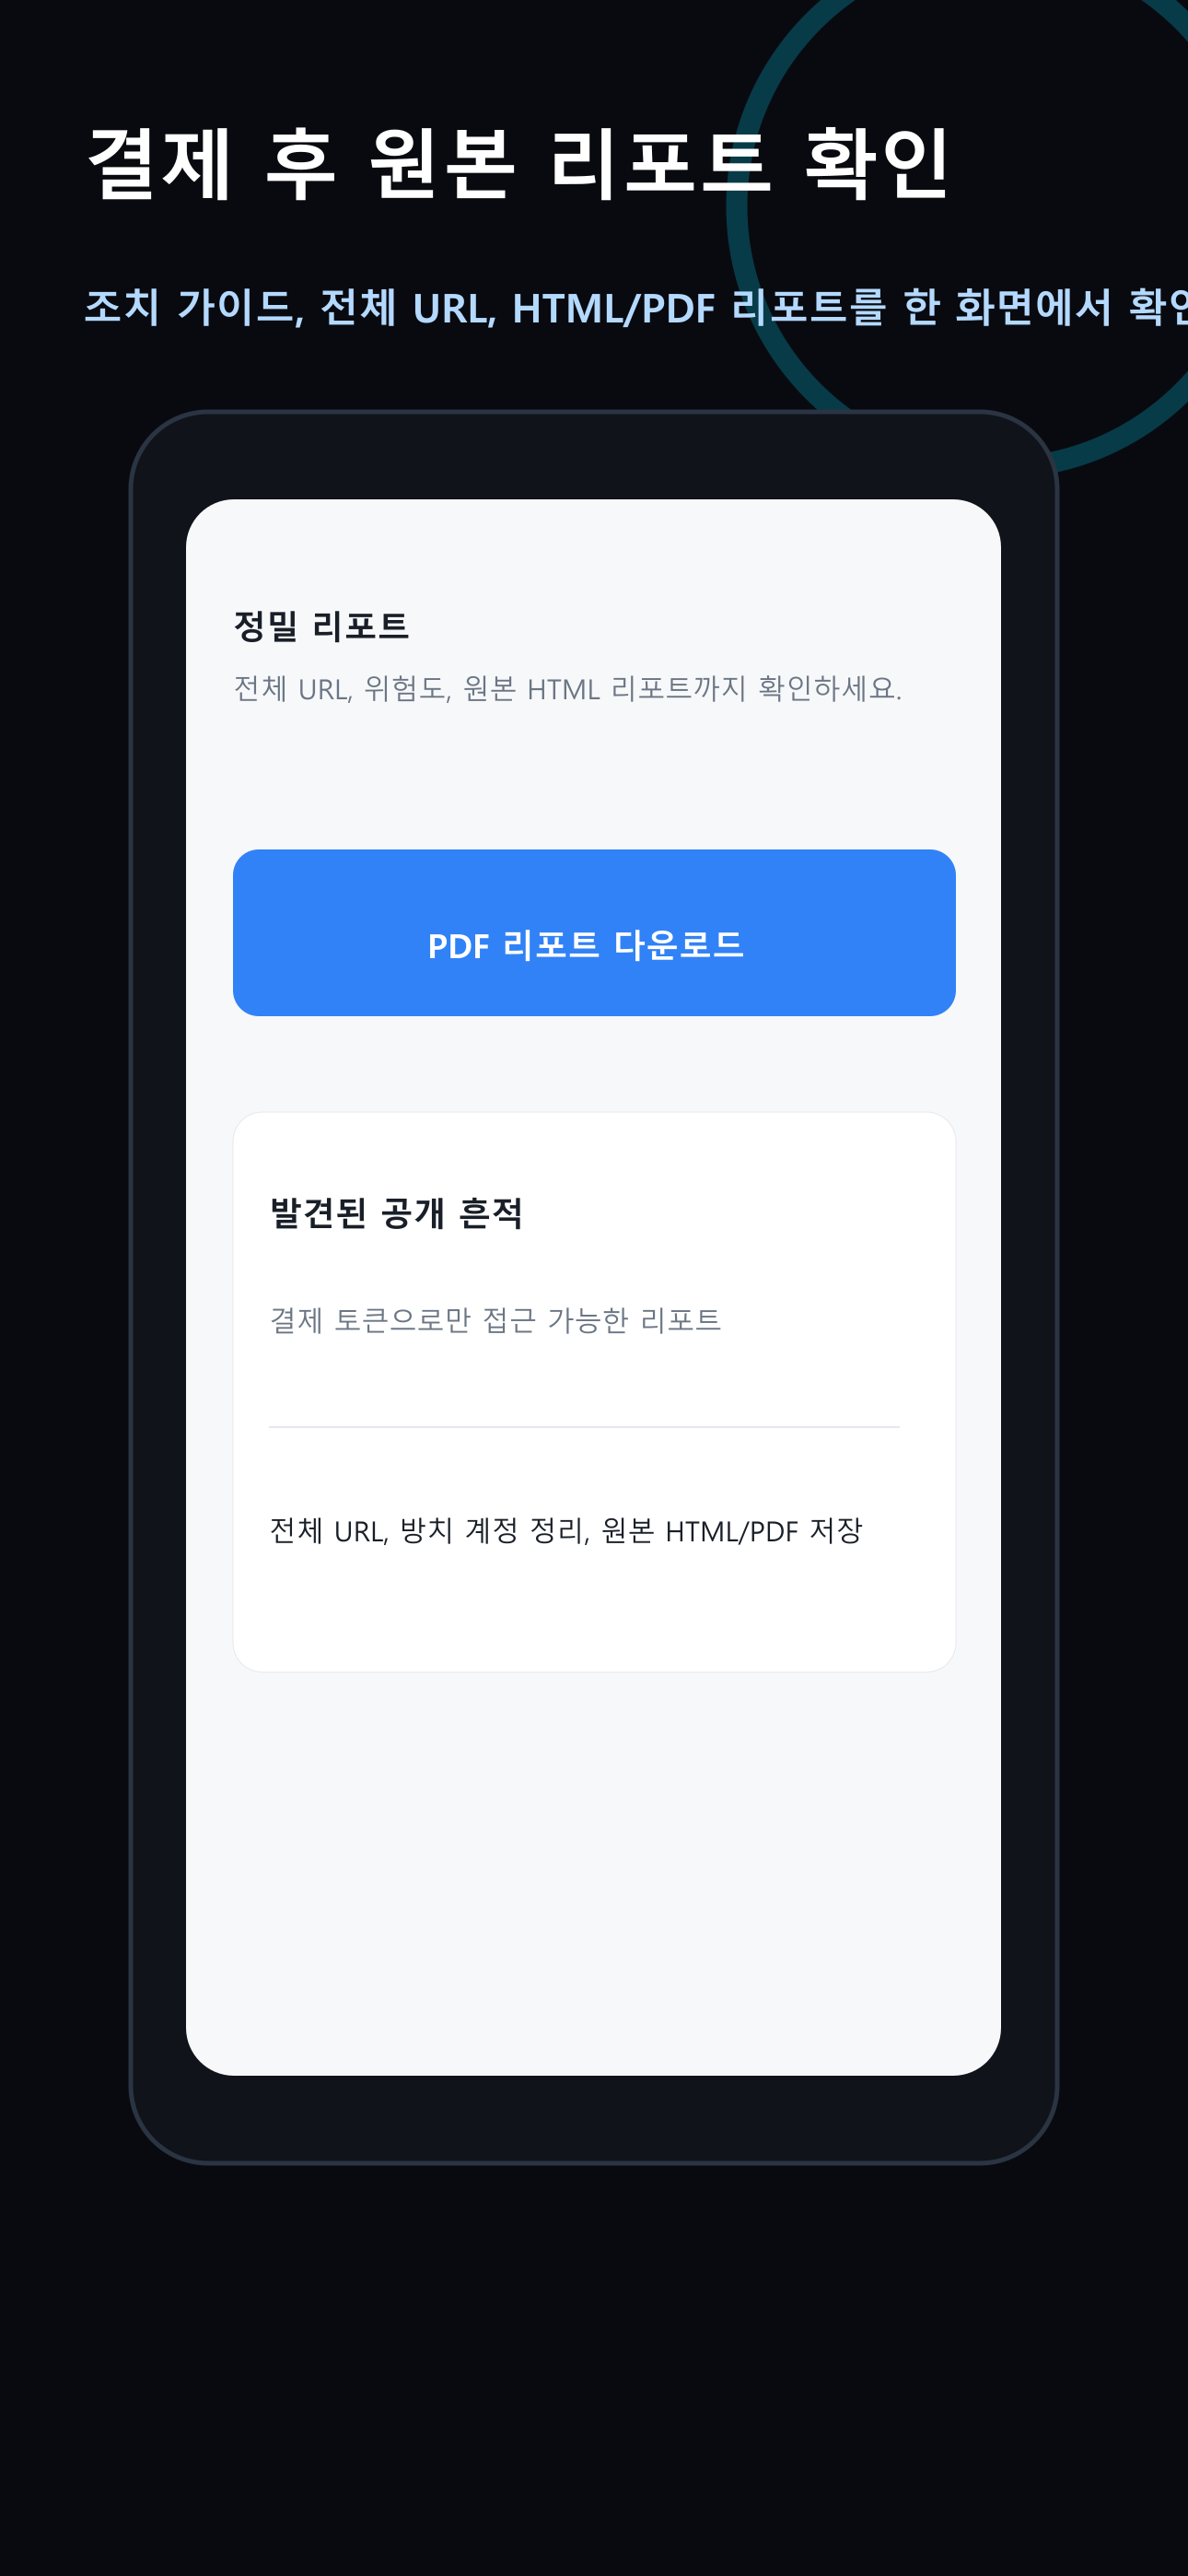 결제 후 원본 리포트 확인
조치 가이드, 전체 URL, HTML/PDF 리포트를 한 화면에서
정밀 리포트
전체 URL, 위험도, 원본 HTML 리포트까지 확인하세요.
PDF 리포트 다운로드
발견된 공개 흔적
결제 토큰으로만 접근 가능한 리포트
전체 URL, 방치 계정 정리, 원본 HTML/PDF 저장